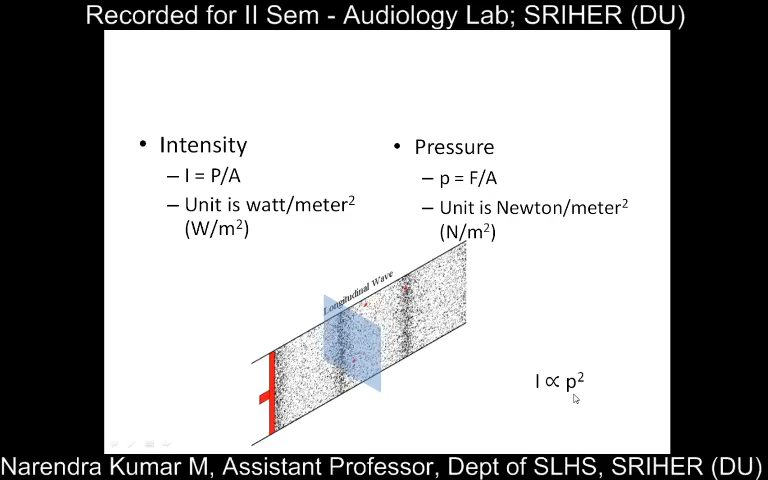 Recorded for II Sem - Audiology Lab; SRIHER (DU)
• Intensity
– I = P/A
– Unit is watt/meter²
(W/m²)
• Pressure
– p = F/A
– Unit is Newton/meter²
(N/m²)
Longitudinal Wave
I ∝ p²
Narendra Kumar M, Assistant Professor, Dept of SLHS, SRIHER (DU)